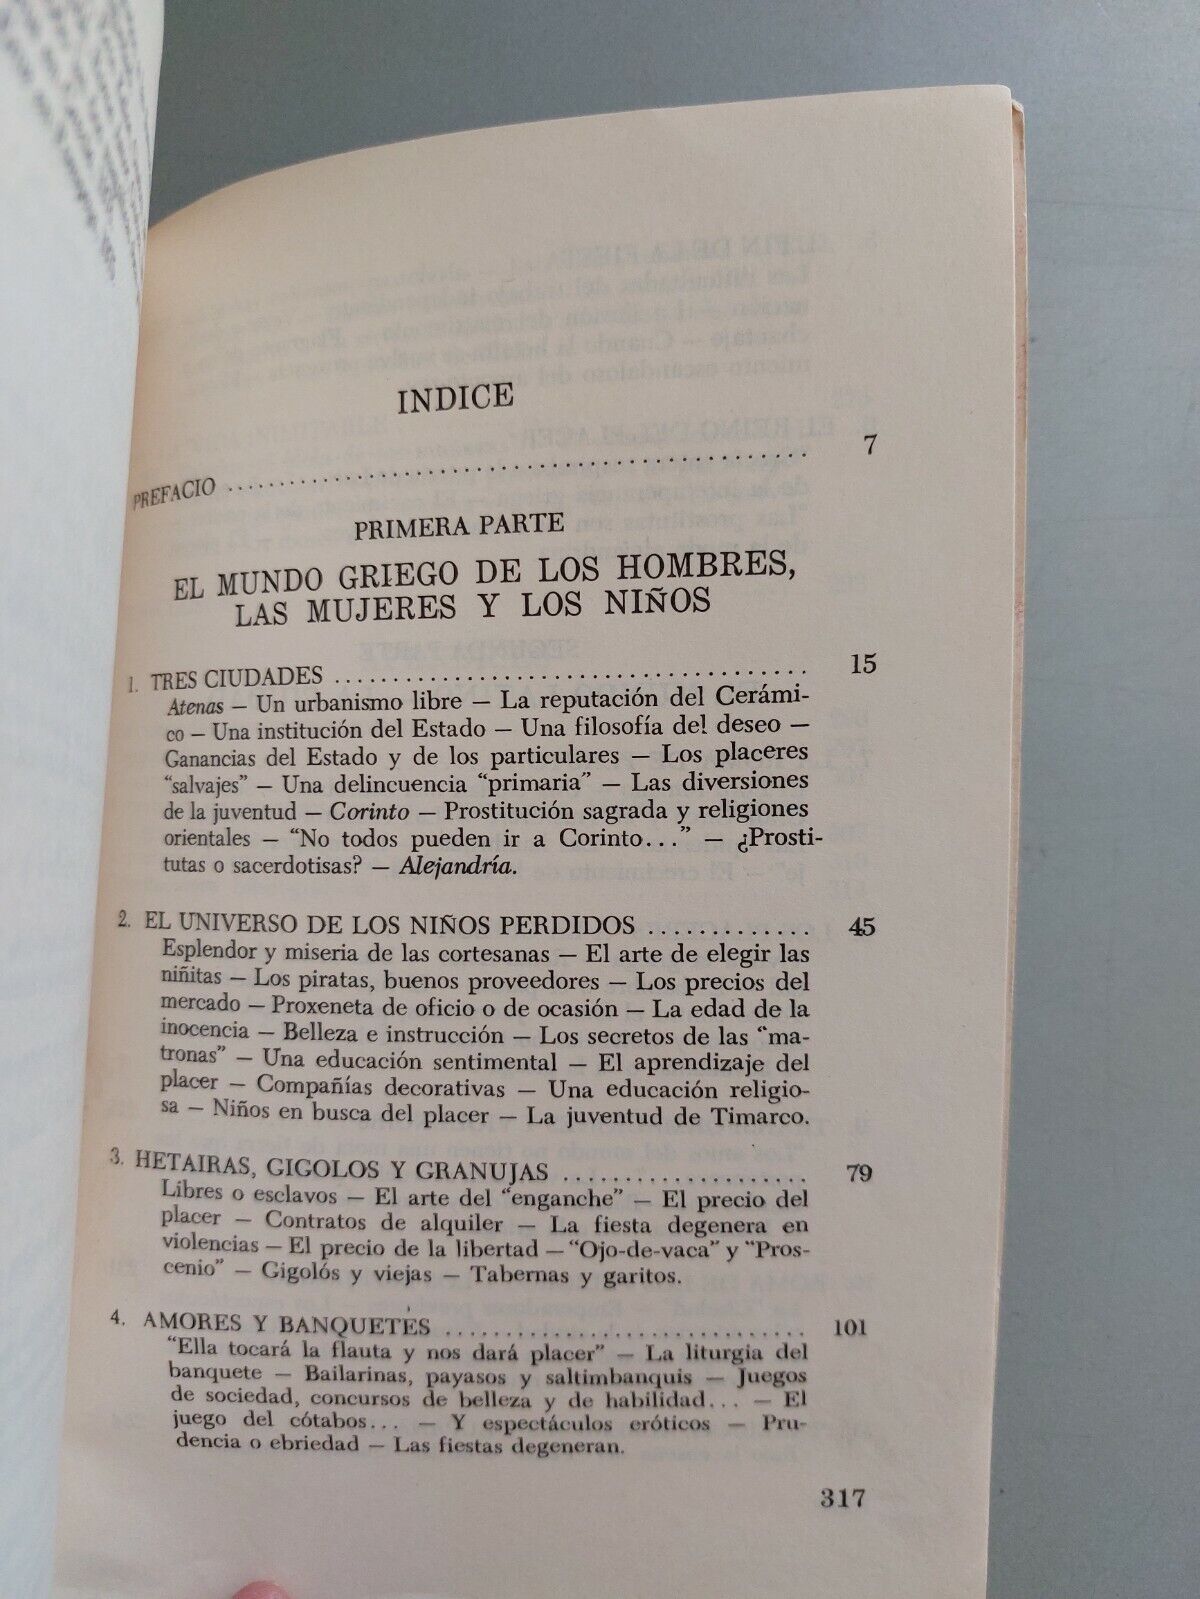 INDICE
PREFACIO ........................................ 7
PRIMERA PARTE
EL MUNDO GRIEGO DE LOS HOMBRES,
LAS MUJERES Y LOS NIÑOS
1. TRES CIUDADES ........................................ 15
Atenas — Un urbanismo libre — La reputación del Cerámi-
co — Una institución del Estado — Una filosofía del deseo —
Ganancias del Estado y de los particulares — Los placeres
“salvajes” — Una delincuencia “primaria” — Las diversiones
de la juventud — Corinto — Prostitución sagrada y religiones
orientales — “No todos pueden ir a Corinto...” — ¿Prosti-
tutas o sacerdotisas? — Alejandría.
2. EL UNIVERSO DE LOS NIÑOS PERDIDOS ............. 45
Esplendor y miseria de las cortesanas — El arte de elegir las
niñitas — Los piratas, buenos proveedores — Los precios del
mercado — Proxeneta de oficio o de ocasión — La edad de la
inocencia — Belleza e instrucción — Los secretos de las “ma-
tronas” — Una educación sentimental — El aprendizaje del
placer — Compañías decorativas — Una educación religio-
sa — Niños en busca del placer — La juventud de Timarco.
3. HETAIRAS, GIGOLOS Y GRANUJAS .................... 79
Libres o esclavos — El arte del “enganche” — El precio del
placer — Contratos de alquiler — La fiesta degenera en
violencias — El precio de la libertad — “Ojo-de-vaca” y “Pros-
cenio” — Gigolós y viejas — Tabernas y garitos.
4. AMORES Y BANQUETES .............................. 101
“Ella tocará la flauta y nos dará placer” — La liturgia del
banquete — Bailarinas, payasos y saltimbanquis — Juegos
de sociedad, concursos de belleza y de habilidad... — El
juego del cótabos... — Y espectáculos eróticos — Pru-
dencia o ebriedad — Las fiestas degeneran.
317